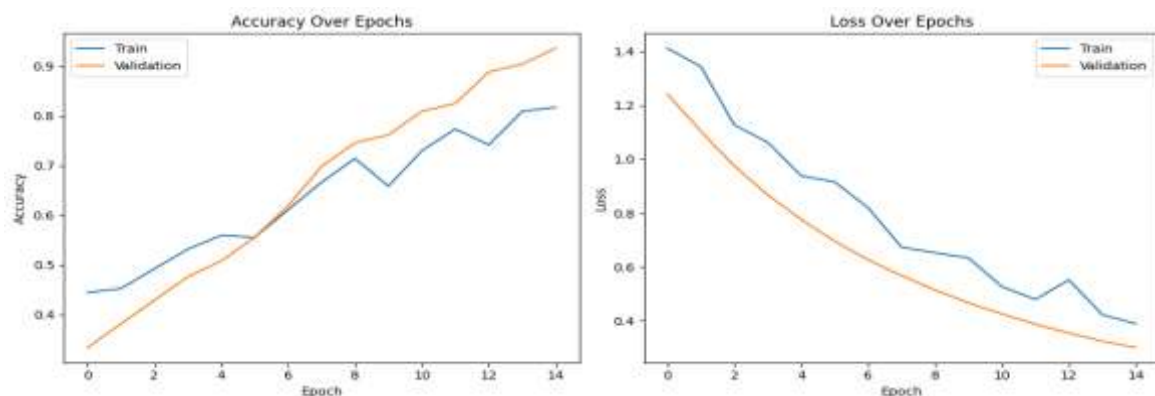 Accuracy Over Epochs
Train
Validation
0.9
0.8
0.7
0.6
0.5
0.4
Accuracy
0 2 4 6 8 10 12 14
Epoch
Loss Over Epochs
Train
Validation
1.4
1.2
1.0
0.8
0.6
0.4
Loss
0 2 4 6 8 10 12 14
Epoch